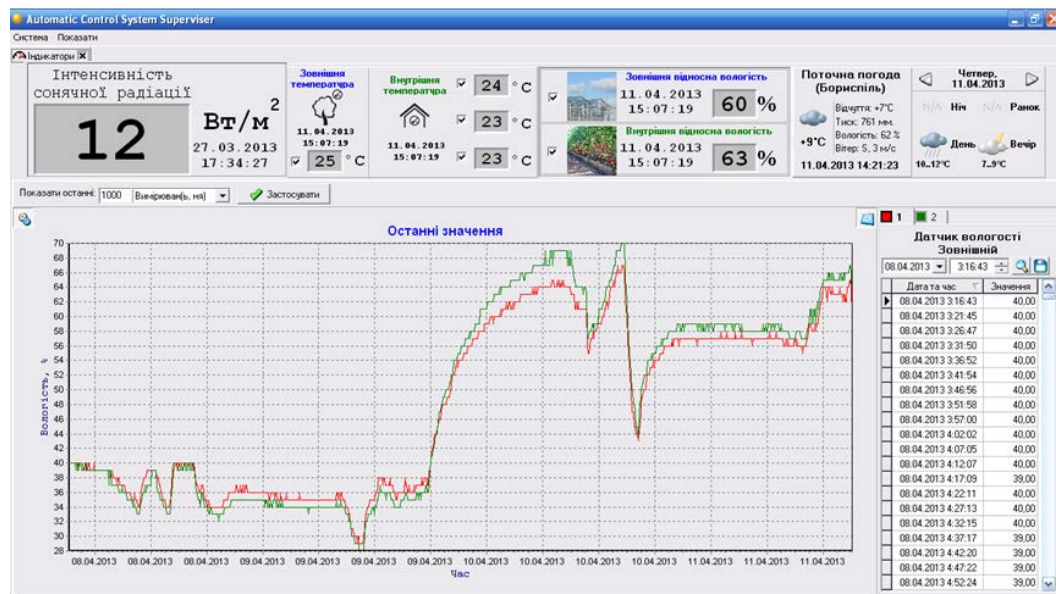 Automatic Control System Superviser
Система Показати
Індикатори
Інтенсивність
сонячної радіації
12
Вт/м2
27.03.2013
17:34:27
Зовнішня
температура
11.04.2013
15:07:19
25 °C
Внутрішня
температура
11.04.2013
15:07:19
24 °C
23 °C
23 °C
Зовнішня відносна вологість
11.04.2013
15:07:19
60 %
Внутрішня відносна вологість
11.04.2013
15:07:19
63 %
Поточна погода
(Бориспіль)
Відчуття: +7°C
Тиск: 761 мм.
Вологість: 62 %
Вітер: S, 3 м/с
+9°C
11.04.2013 14:21:23
Четвер,
11.04.2013
N/A Ніч N/A Ранок
День Вечір
10..12°C 7..9°C
Показати останні: 1000 Вимірюван(ь, ня) Застосувати
Останні значення
70
68
66
64
62
60
58
56
54
52
50
48
46
44
42
40
38
36
34
32
30
28
Вологість, %
08.04.2013 08.04.2013 08.04.2013 09.04.2013 09.04.2013 09.04.2013 09.04.2013 10.04.2013 10.04.2013 10.04.2013 11.04.2013 11.04.2013 11.04.2013
Час
1 2
Датчик вологості
Зовнішній
08.04.2013 3:16:43
Дата та час Значення
08.04.2013 3:16:43 40,00
08.04.2013 3:21:45 40,00
08.04.2013 3:26:47 40,00
08.04.2013 3:31:50 40,00
08.04.2013 3:36:52 40,00
08.04.2013 3:41:54 40,00
08.04.2013 3:46:56 40,00
08.04.2013 3:51:58 40,00
08.04.2013 3:57:00 40,00
08.04.2013 4:02:02 40,00
08.04.2013 4:07:05 40,00
08.04.2013 4:12:07 40,00
08.04.2013 4:17:09 39,00
08.04.2013 4:22:11 40,00
08.04.2013 4:27:13 40,00
08.04.2013 4:32:15 40,00
08.04.2013 4:37:17 39,00
08.04.2013 4:42:20 39,00
08.04.2013 4:47:22 39,00
08.04.2013 4:52:24 39,00